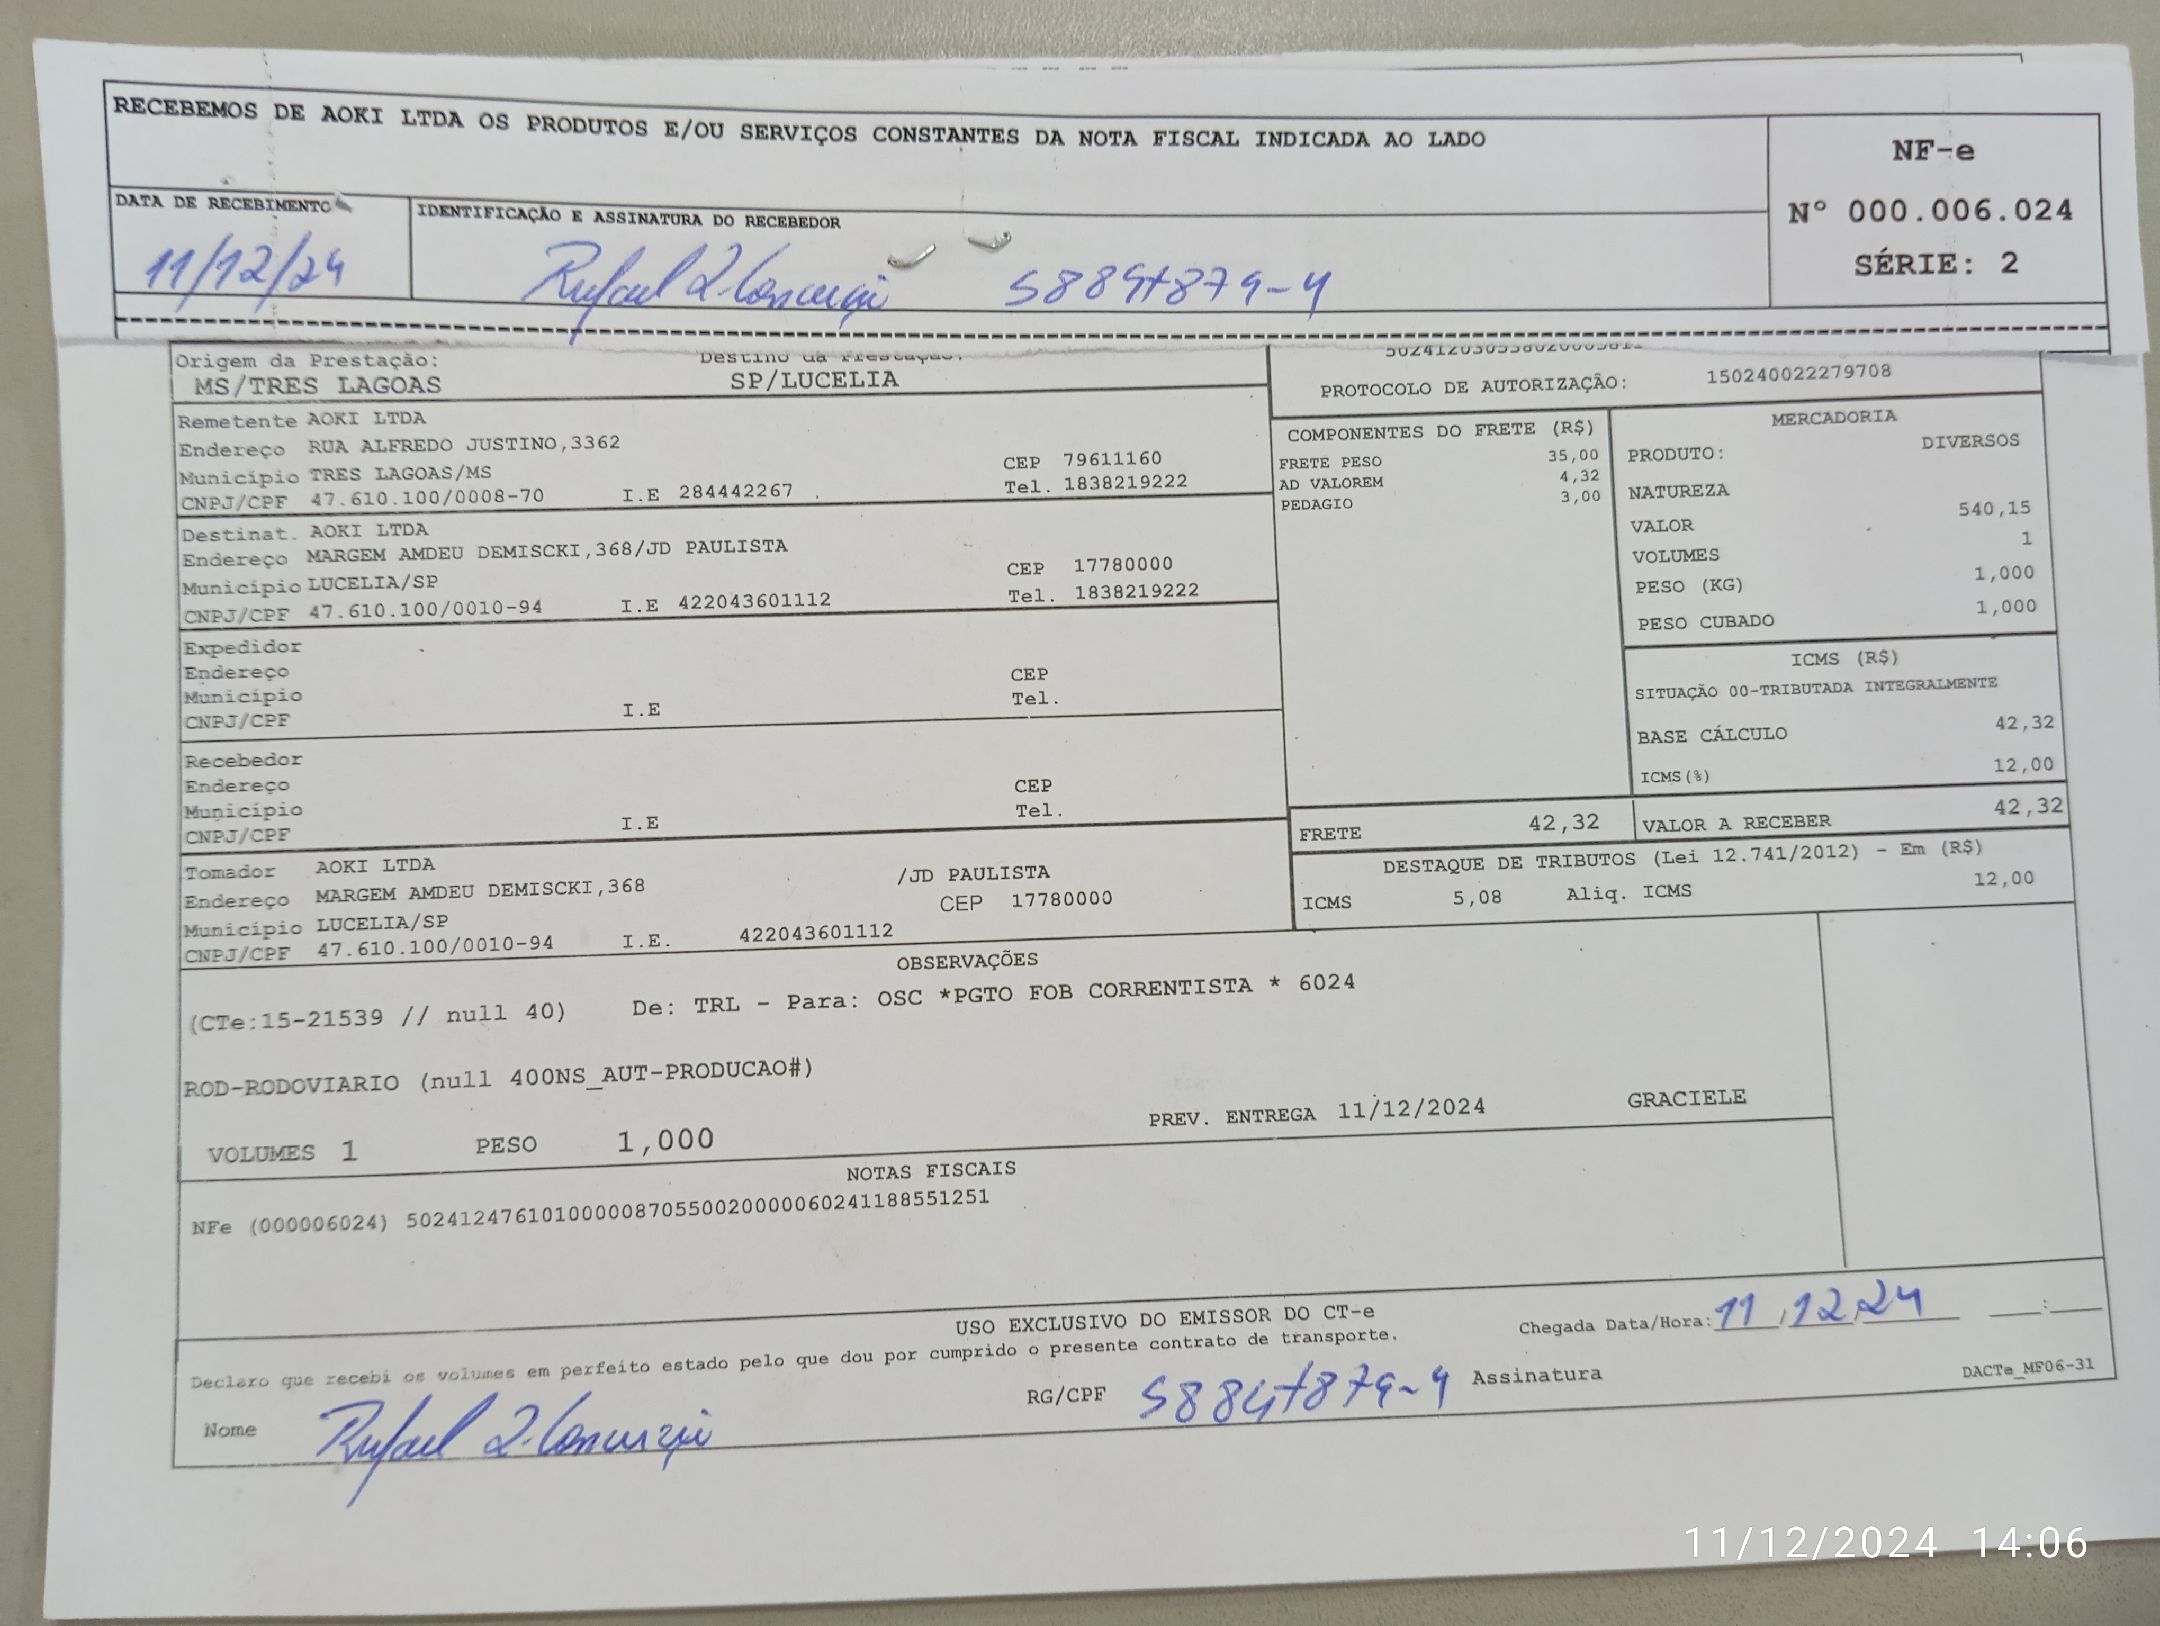 RECEBEMOS DE AOKI LTDA OS PRODUTOS E/OU SERVIÇOS CONSTANTES DA NOTA FISCAL INDICADA AO LADO
NF-e
Nº 000.006.024
SÉRIE: 2
DATA DE RECEBIMENTO
IDENTIFICAÇÃO E ASSINATURA DO RECEBEDOR
11/12/24
Rafael
Origem da Prestação: Destino da Prestação:
MS/TRES LAGOAS SP/LUCELIA
PROTOCOLO DE AUTORIZAÇÃO: 150240022279708
Remetente AOKI LTDA
Endereço RUA ALFREDO JUSTINO,3362
Município TRES LAGOAS/MS CEP 79611160
CNPJ/CPF 47.610.100/0008-70 I.E 284442267 Tel. 1838219222
Destinat. AOKI LTDA
Endereço MARGEM AMDEU DEMISCKI,368/JD PAULISTA
Município LUCELIA/SP CEP 17780000
CNPJ/CPF 47.610.100/0010-94 I.E 422043601112 Tel. 1838219222
Expedidor
Endereço CEP
Município Tel.
CNPJ/CPF I.E
Recebedor
Endereço CEP
Município Tel.
CNPJ/CPF I.E
Tomador AOKI LTDA
Endereço MARGEM AMDEU DEMISCKI,368 /JD PAULISTA
Município LUCELIA/SP CEP 17780000
CNPJ/CPF 47.610.100/0010-94 I.E. 422043601112
COMPONENTES DO FRETE (R$)
FRETE PESO 35,00
AD VALOREM 4,32
PEDAGIO 3,00
MERCADORIA
PRODUTO: DIVERSOS
NATUREZA
VALOR 540,15
VOLUMES 1
PESO (KG) 1,000
PESO CUBADO 1,000
ICMS (R$)
SITUAÇÃO 00-TRIBUTADA INTEGRALMENTE
BASE CÁLCULO 42,32
ICMS(%) 12,00
FRETE 42,32 VALOR A RECEBER 42,32
DESTAQUE DE TRIBUTOS (Lei 12.741/2012) - Em (R$)
ICMS 5,08 Aliq. ICMS 12,00
OBSERVAÇÕES
(CTe:15-21539 // null 40) De: TRL - Para: OSC *PGTO FOB CORRENTISTA * 6024
ROD-RODOVIARIO (null 400NS_AUT-PRODUCAO#)
VOLUMES 1 PESO 1,000 PREV. ENTREGA 11/12/2024 GRACIELE
NOTAS FISCAIS
NFe (000006024) 50241247610100000870550020000060241188551251
USO EXCLUSIVO DO EMISSOR DO CT-e
Declaro que recebi os volumes em perfeito estado pelo que dou por cumprido o presente contrato de transporte.
Chegada Data/Hora: 11/12/24 __:__
Nome Rafael RG/CPF Assinatura
DACTe_MF06-31
11/12/2024 14:06